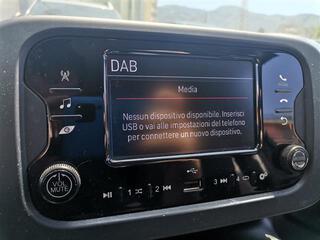 DAB
Media
Nessun dispositivo disponibile. Inserisci
USB o vai alle impostazioni del telefono
per connettere un nuovo dispositivo.
VOL
MUTE
1
2
3
4